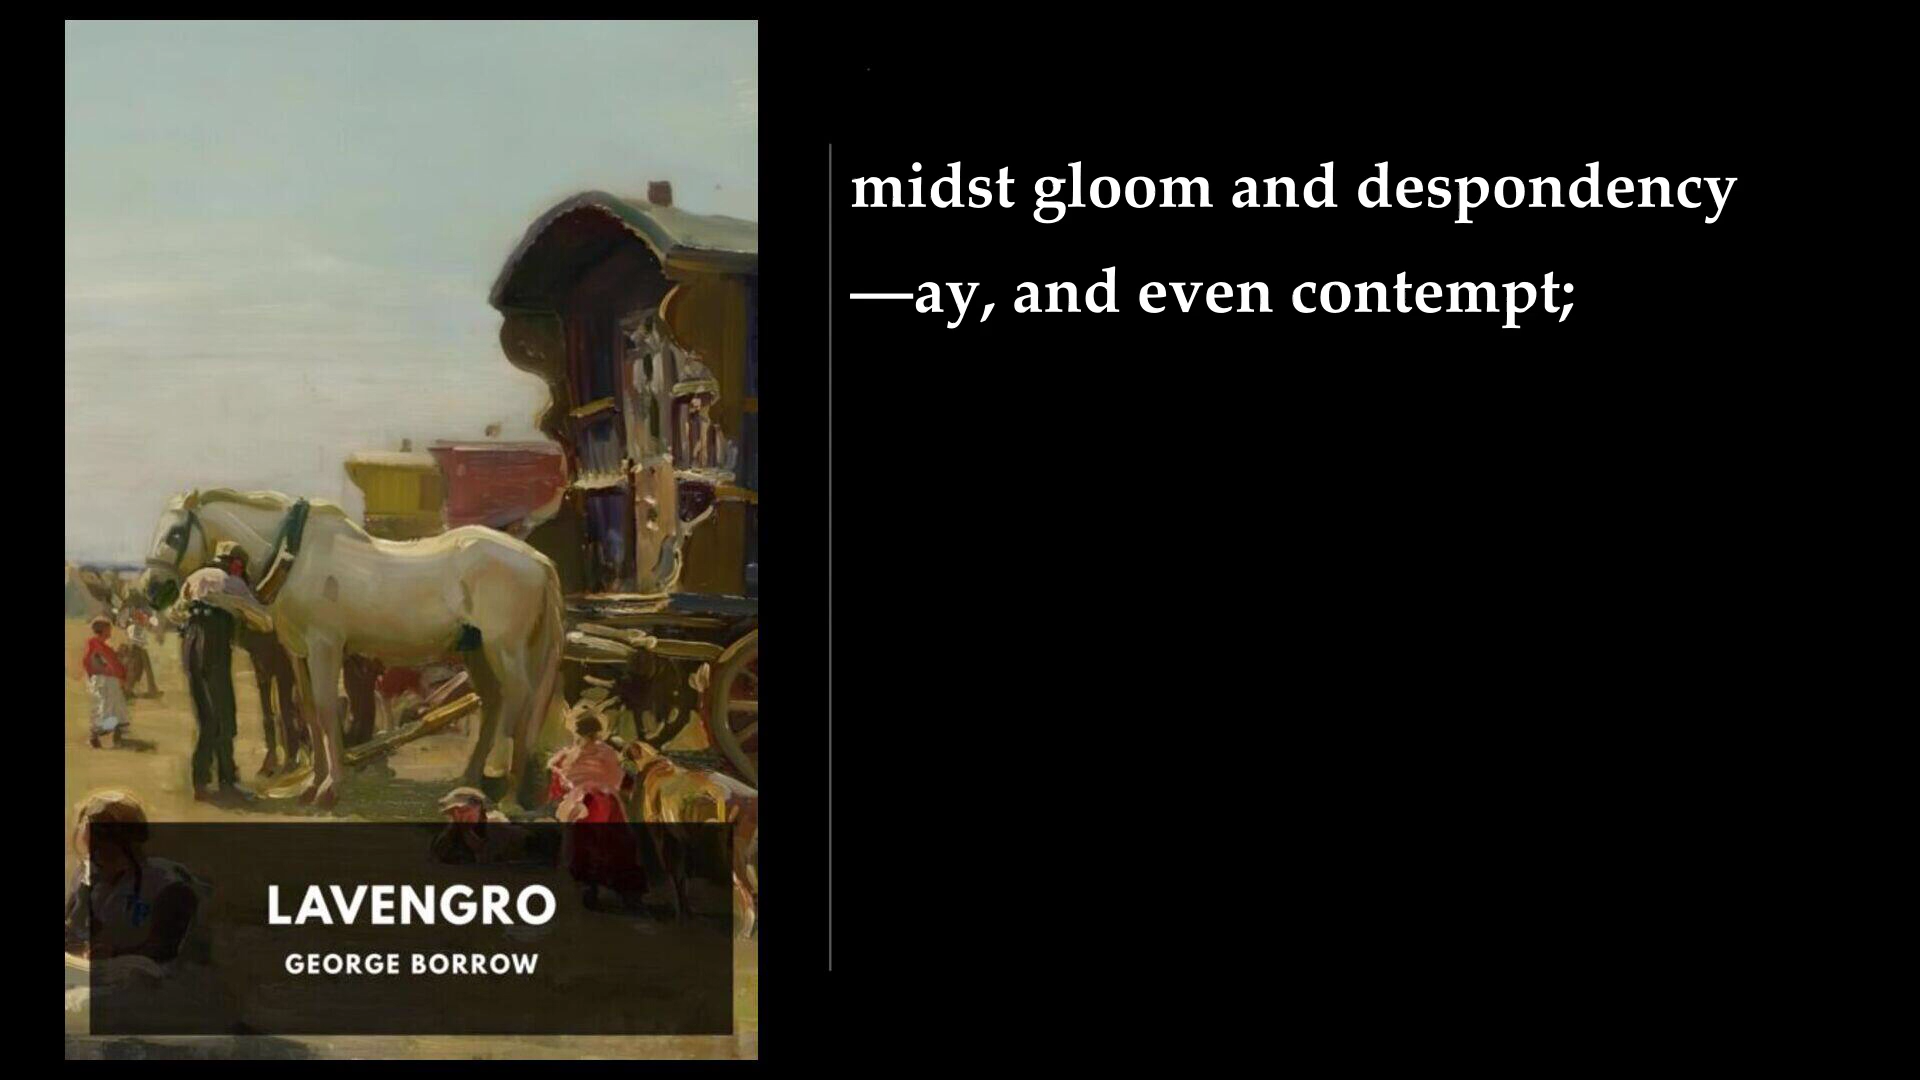 midst gloom and despondency
—ay, and even contempt;
LAVENGRO
GEORGE BORROW